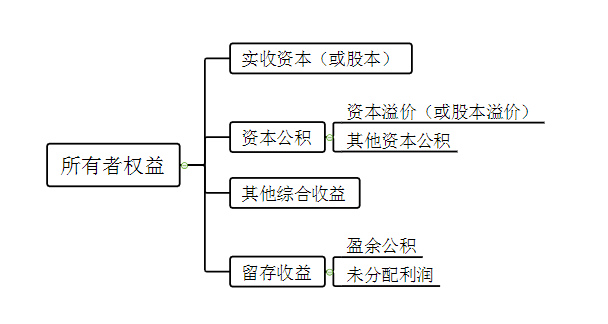 实收资本（或股本）
资本溢价（或股本溢价）
资本公积
其他资本公积
所有者权益
其他综合收益
盈余公积
留存收益
未分配利润